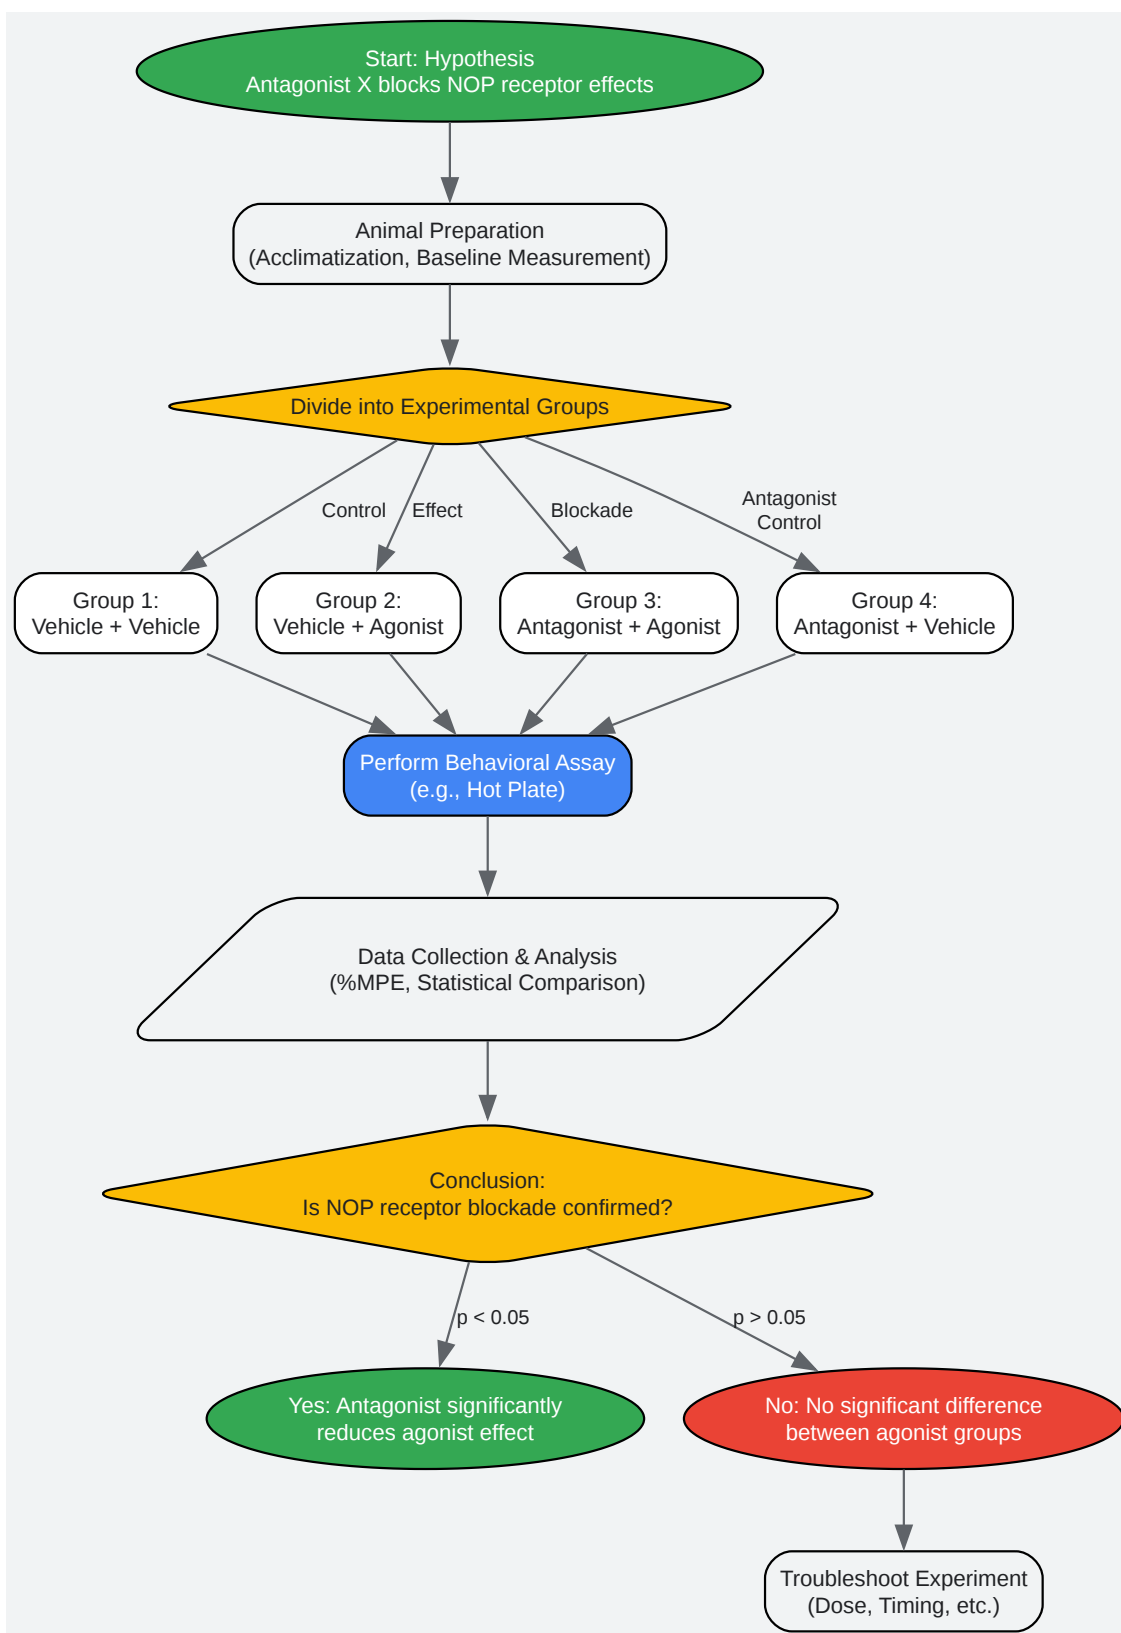 Start: Hypothesis
Antagonist X blocks NOP receptor effects
Animal Preparation
(Acclimatization, Baseline Measurement)
Divide into Experimental Groups
Control
Effect
Blockade
Antagonist
Control
Group 1:
Vehicle + Vehicle
Group 2:
Vehicle + Agonist
Group 3:
Antagonist + Agonist
Group 4:
Antagonist + Vehicle
Perform Behavioral Assay
(e.g., Hot Plate)
Data Collection & Analysis
(%MPE, Statistical Comparison)
Conclusion:
Is NOP receptor blockade confirmed?
p < 0.05
p > 0.05
Yes: Antagonist significantly
reduces agonist effect
No: No significant difference
between agonist groups
Troubleshoot Experiment
(Dose, Timing, etc.)